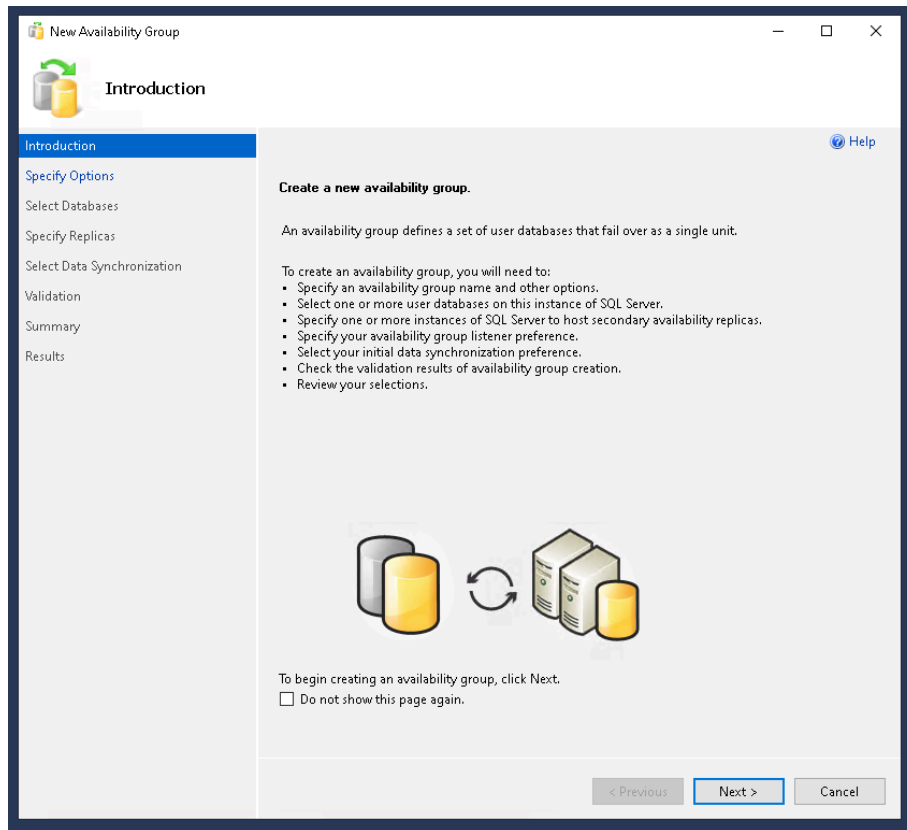 New Availability Group
Introduction
Introduction
Specify Options
Select Databases
Specify Replicas
Select Data Synchronization
Validation
Summary
Results
Help
Create a new availability group.
An availability group defines a set of user databases that fail over as a single unit.
To create an availability group, you will need to:
▪ Specify an availability group name and other options.
▪ Select one or more user databases on this instance of SQL Server.
▪ Specify one or more instances of SQL Server to host secondary availability replicas.
▪ Specify your availability group listener preference.
▪ Select your initial data synchronization preference.
▪ Check the validation results of availability group creation.
▪ Review your selections.
To begin creating an availability group, click Next.
Do not show this page again.
< Previous Next > Cancel